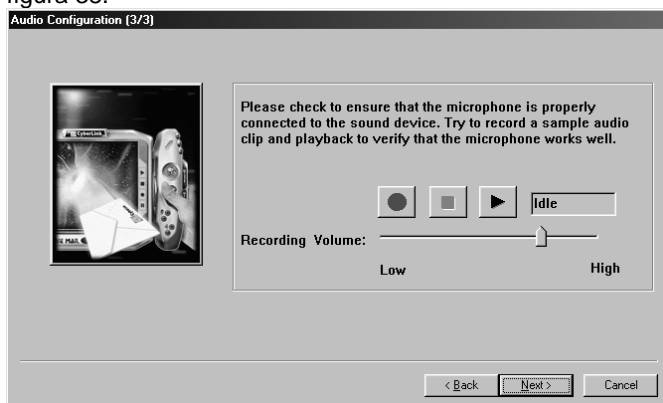 Audio Configuration (3/3)
CyberLink
Please check to ensure that the microphone is properly
connected to the sound device. Try to record a sample audio
clip and playback to verify that the microphone works well.
Idle
Recording Volume:
Low High
< Back Next > Cancel